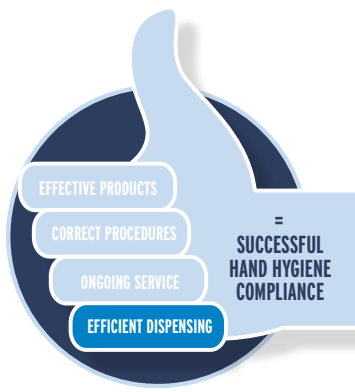 EFFECTIVE PRODUCTS
CORRECT PROCEDURES
ONGOING SERVICE
EFFICIENT DISPENSING
=
SUCCESSFUL
HAND HYGIENE
COMPLIANCE